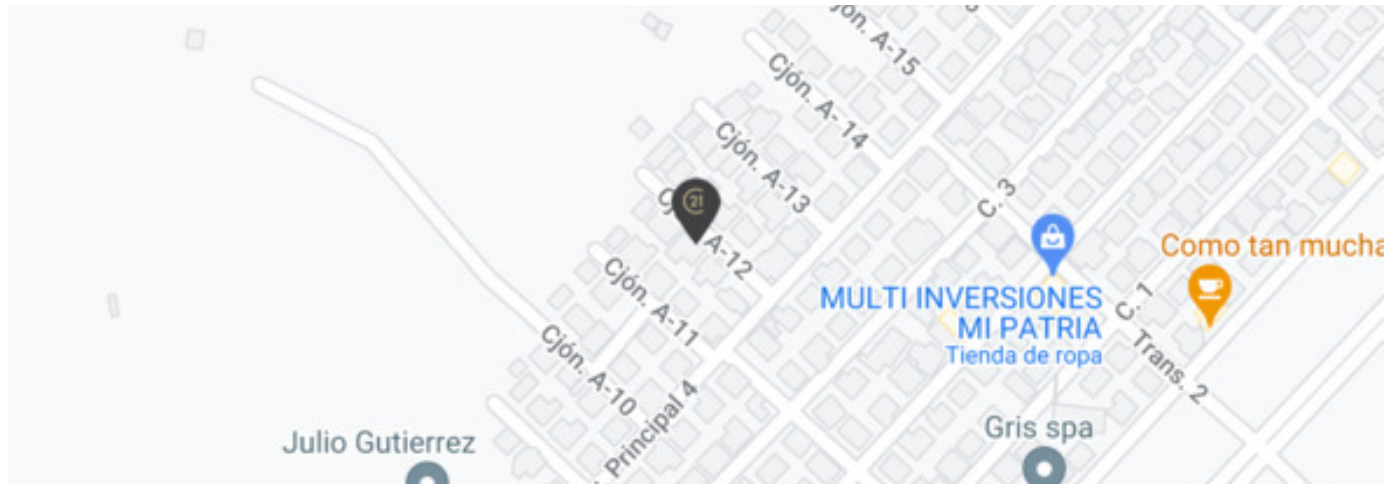 Cjón. A-15
Cjón. A- 14
Cjón. A-13
21
A-12
C. 3
Como tan mucha
MULTI INVERSIONES
MI PATRIA
Tienda de ropa
C. 1
Trans. 2
Cjón. A-11
Cjón. A-10
Principal 4
Julio Gutierrez
Gris spa